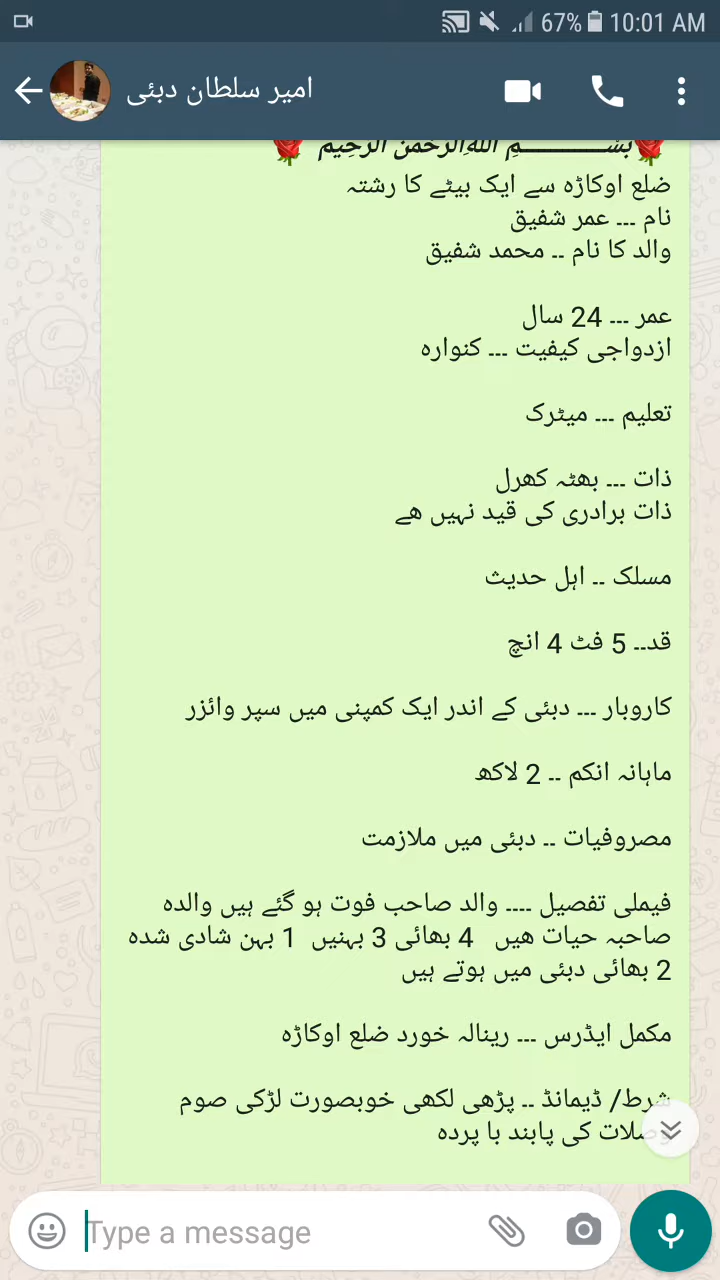 67% 10:01 AM
امیر سلطان دبئی
بِسْــــــــمِ اللهِ الرَّحْمٰنِ الرَّحِيْمِ
ضلع اوکاڑہ سے ایک بیٹے کا رشتہ
نام ۔۔۔ عمر شفیق
والد کا نام ۔۔ محمد شفیق
عمر ۔۔۔ 24 سال
ازدواجی کیفیت ۔۔۔ کنوارہ
تعلیم ۔۔۔ میٹرک
ذات ۔۔۔ بھٹہ کھرل
ذات برادری کی قید نہیں ھے
مسلک ۔۔ اہل حدیث
قد۔۔ 5 فٹ 4 انچ
کاروبار ۔۔۔ دبئی کے اندر ایک کمپنی میں سپر وائزر
ماہانہ انکم ۔۔ 2 لاکھ
مصروفیات ۔۔ دبئی میں ملازمت
فیملی تفصیل ۔۔۔۔ والد صاحب فوت ہو گئے ہیں والدہ
صاحبہ حیات ھیں 4 بھائی 3 بہنیں 1 بہن شادی شدہ
2 بھائی دبئی میں ہوتے ہیں
مکمل ایڈرس ۔۔۔ رینالہ خورد ضلع اوکاڑہ
شرط/ ڈیمانڈ ۔۔ پڑھی لکھی خوبصورت لڑکی صوم
وصلات کی پابند با پردہ
Type a message